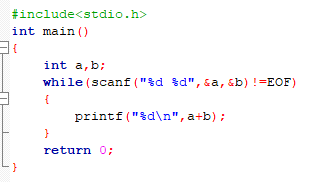 #include<stdio.h>
int main()
{
    int a,b;
    while(scanf("%d %d",&a,&b)!=EOF)
    {
        printf("%d\n",a+b);
    }
    return 0;
}